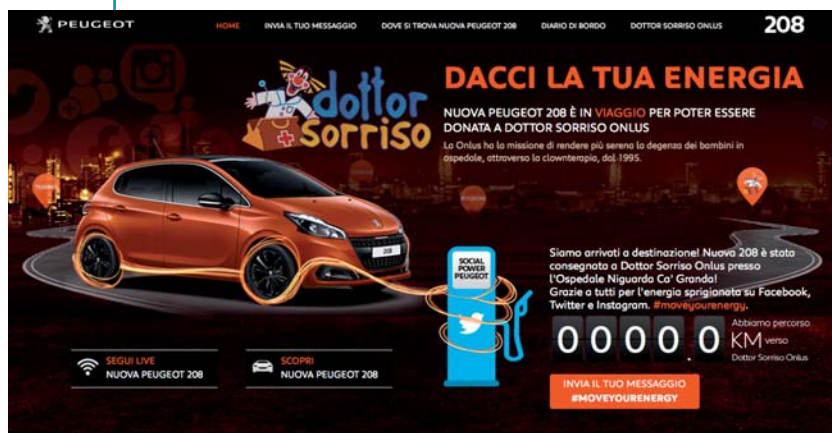 PEUGEOT
HOME
INVIA IL TUO MESSAGGIO
DOVE SI TROVA NUOVA PEUGEOT 208
DIARIO DI BORDO
DOTTOR SORRISO ONLUS
208
dottor
sorriso
DACCI LA TUA ENERGIA
NUOVA PEUGEOT 208 È IN VIAGGIO PER POTER ESSERE
DONATA A DOTTOR SORRISO ONLUS
La Onlus ha la missione di rendere più serena la degenza dei bambini in
ospedale, attraverso la clownterapia, dal 1995.
208
SOCIAL
POWER
PEUGEOT
Siamo arrivati a destinazione! Nuova 208 è stata
consegnata a Dottor Sorriso Onlus presso
l'Ospedale Niguarda Ca' Granda!
Grazie a tutti per l'energia sprigionata su Facebook,
Twitter e Instagram. #moveyourenergy.
0000.0
Abbiamo percorso
KM verso
Dottor Sorriso Onlus
SEGUI LIVE
NUOVA PEUGEOT 208
SCOPRI
NUOVA PEUGEOT 208
INVIA IL TUO MESSAGGIO
#MOVEYOURENERGY